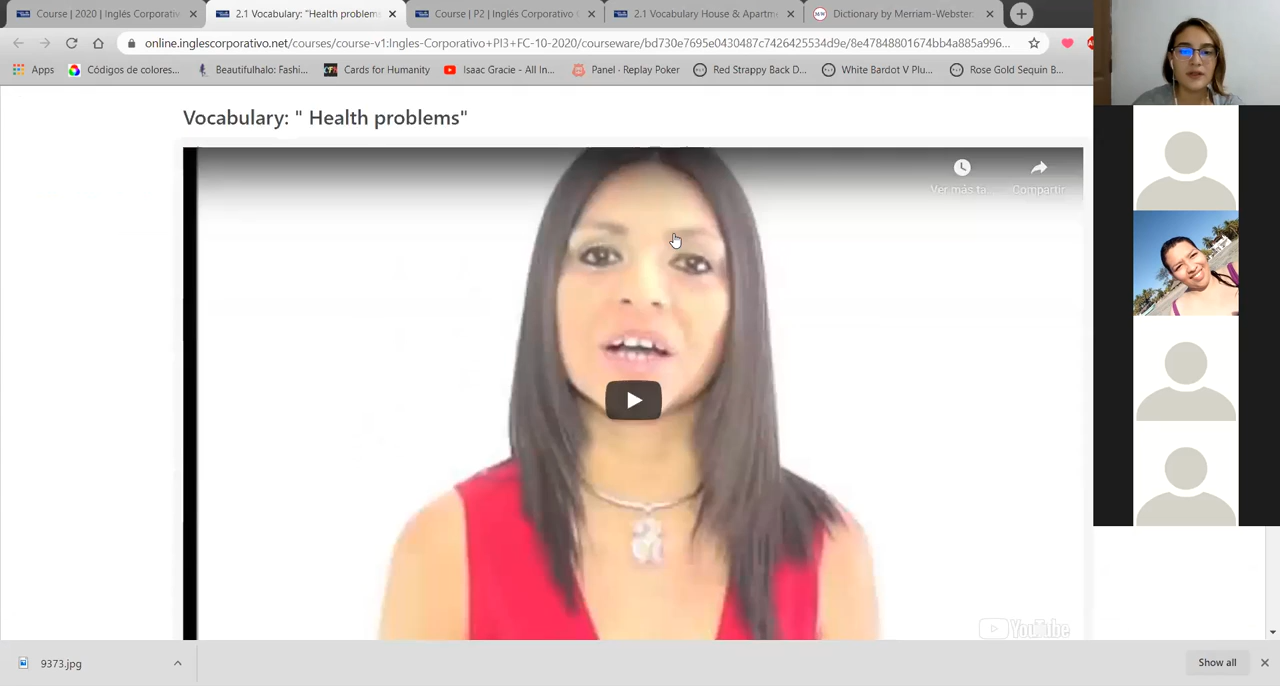 Course | 2020 | Inglés Corporativ
2.1 Vocabulary: "Health problems
Course | P2 | Inglés Corporativo
2.1 Vocabulary House & Apartm
Dictionary by Merriam-Webster:
online.inglescorporativo.net/courses/course-v1:Ingles-Corporativo+PI3+FC-10-2020/courseware/bd730e7695e0430487c7426425534d9e/8e47848801674bb4a885a996...
Apps
Códigos de colores...
Beautifulhalo: Fashi...
Cards for Humanity
Isaac Gracie - All In...
Panel · Replay Poker
Red Strappy Back D...
White Bardot V Plu...
Rose Gold Sequin B...
Vocabulary: " Health problems"
Ver más ta...
Compartir
YouTube
9373.jpg
Show all